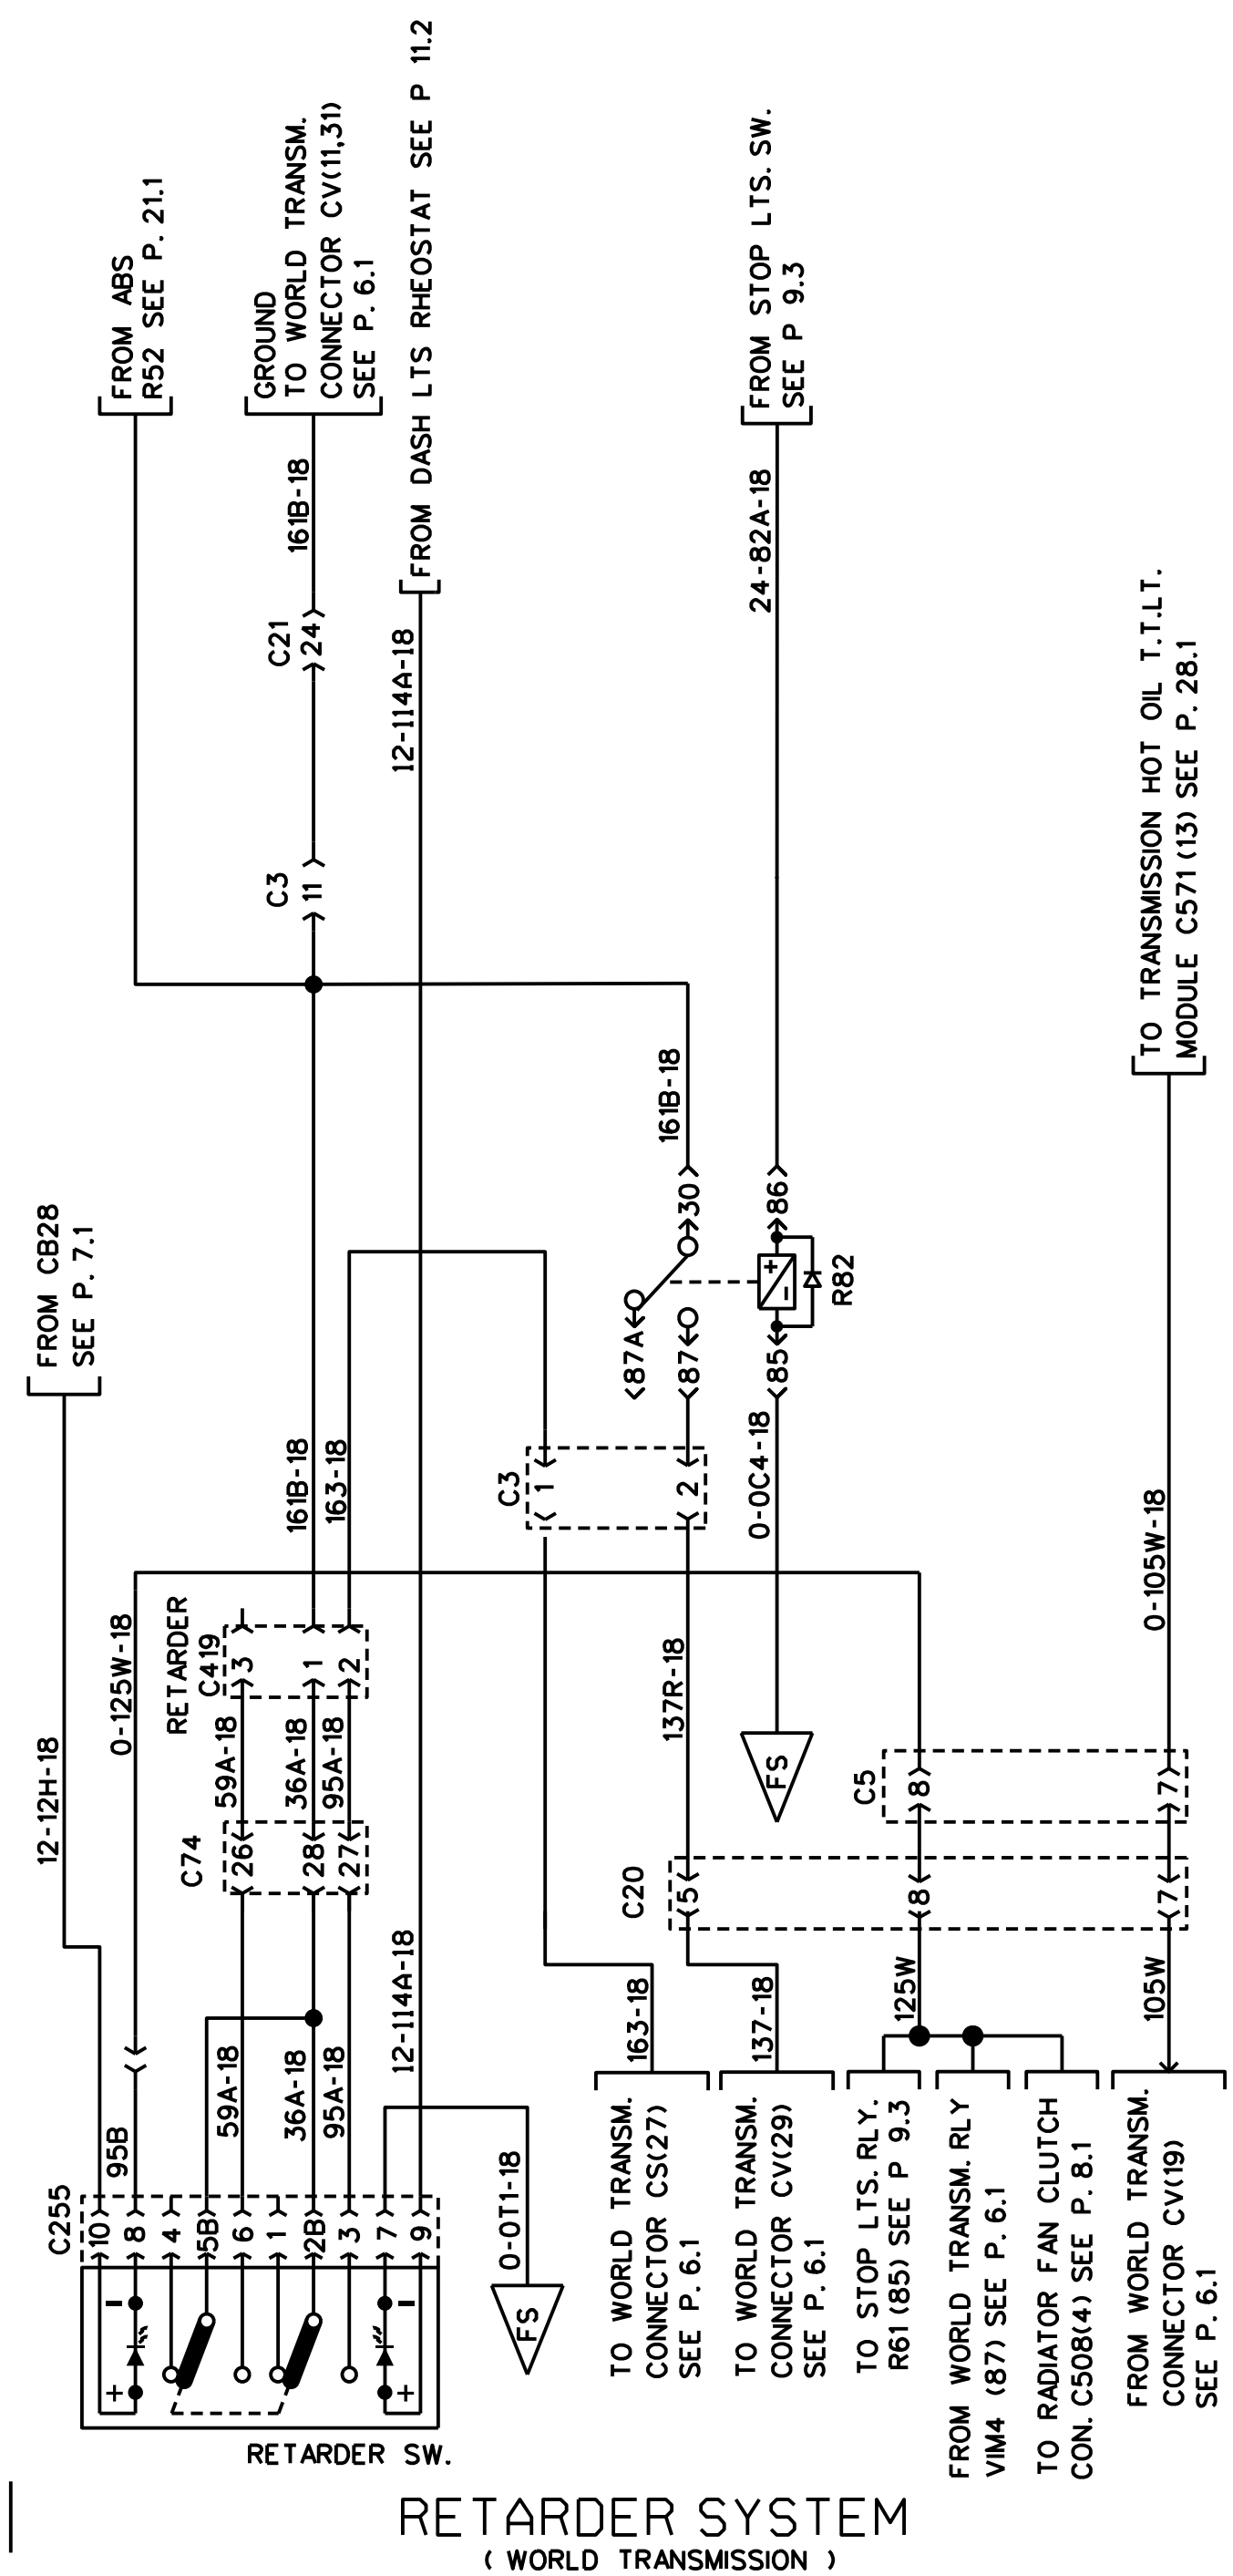 FROM ABS
R52 SEE P. 21.1
GROUND
TO WORLD TRANSM.
CONNECTOR CV(11,31)
SEE P. 6.1
FROM DASH LTS RHEOSTAT SEE P 11.2
FROM STOP LTS. SW.
SEE P 9.3
161B-18
C21
24
12-114A-18
24-82A-18
C3
11
TO TRANSMISSION HOT OIL T.T.LT.
MODULE C571(13) SEE P. 28.1
161B-18
FROM CB28
SEE P. 7.1
30
86
87A
87
85
+
-
R82
161B-18
163-18
C3
1
2
0-0C4-18
0-105W-18
12-12H-18
0-125W-18
RETARDER
C419
3
1
2
59A-18
36A-18
95A-18
137R-18
FS
C5
8
7
C74
26
28
27
C20
5
8
7
12-114A-18
163-18
137-18
125W
105W
95B
59A-18
36A-18
95A-18
C255
10
8
4
5B
6
1
2B
3
7
9
0-0T1-18
FS
-
+
-
+
RETARDER SW.
TO WORLD TRANSM.
CONNECTOR CS(27)
SEE P. 6.1
TO WORLD TRANSM.
CONNECTOR CV(29)
SEE P. 6.1
TO STOP LTS. RLY.
R61(85) SEE P 9.3
FROM WORLD TRANSM. RLY
VIM4 (87) SEE P. 6.1
TO RADIATOR FAN CLUTCH
CON. C508(4) SEE P. 8.1
FROM WORLD TRANSM.
CONNECTOR CV(19)
SEE P. 6.1
RETARDER SYSTEM
( WORLD TRANSMISSION )